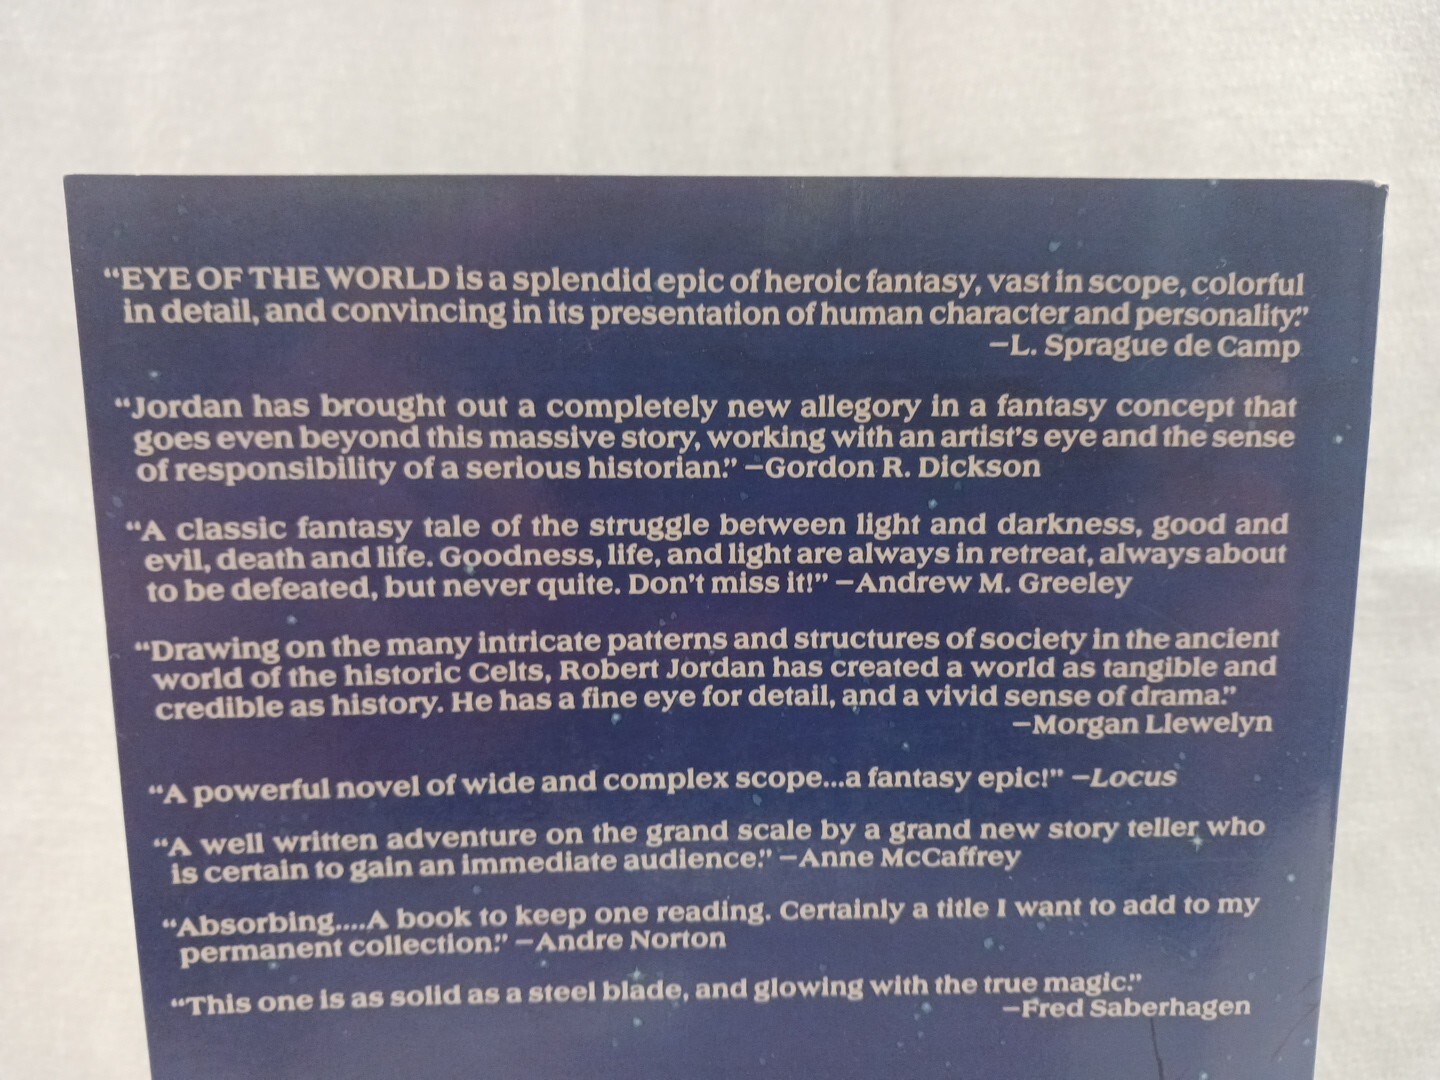 “EYE OF THE WORLD is a splendid epic of heroic fantasy, vast in scope, colorful
in detail, and convincing in its presentation of human character and personality.”
—L. Sprague de Camp
“Jordan has brought out a completely new allegory in a fantasy concept that
goes even beyond this massive story, working with an artist’s eye and the sense
of responsibility of a serious historian.” —Gordon R. Dickson
“A classic fantasy tale of the struggle between light and darkness, good and
evil, death and life. Goodness, life, and light are always in retreat, always about
to be defeated, but never quite. Don’t miss it!” —Andrew M. Greeley
“Drawing on the many intricate patterns and structures of society in the ancient
world of the historic Celts, Robert Jordan has created a world as tangible and
credible as history. He has a fine eye for detail, and a vivid sense of drama.”
—Morgan Llewelyn
“A powerful novel of wide and complex scope...a fantasy epic!” —Locus
“A well written adventure on the grand scale by a grand new story teller who
is certain to gain an immediate audience.” —Anne McCaffrey
“Absorbing....A book to keep one reading. Certainly a title I want to add to my
permanent collection.” —Andre Norton
“This one is as solid as a steel blade, and glowing with the true magic.”
—Fred Saberhagen